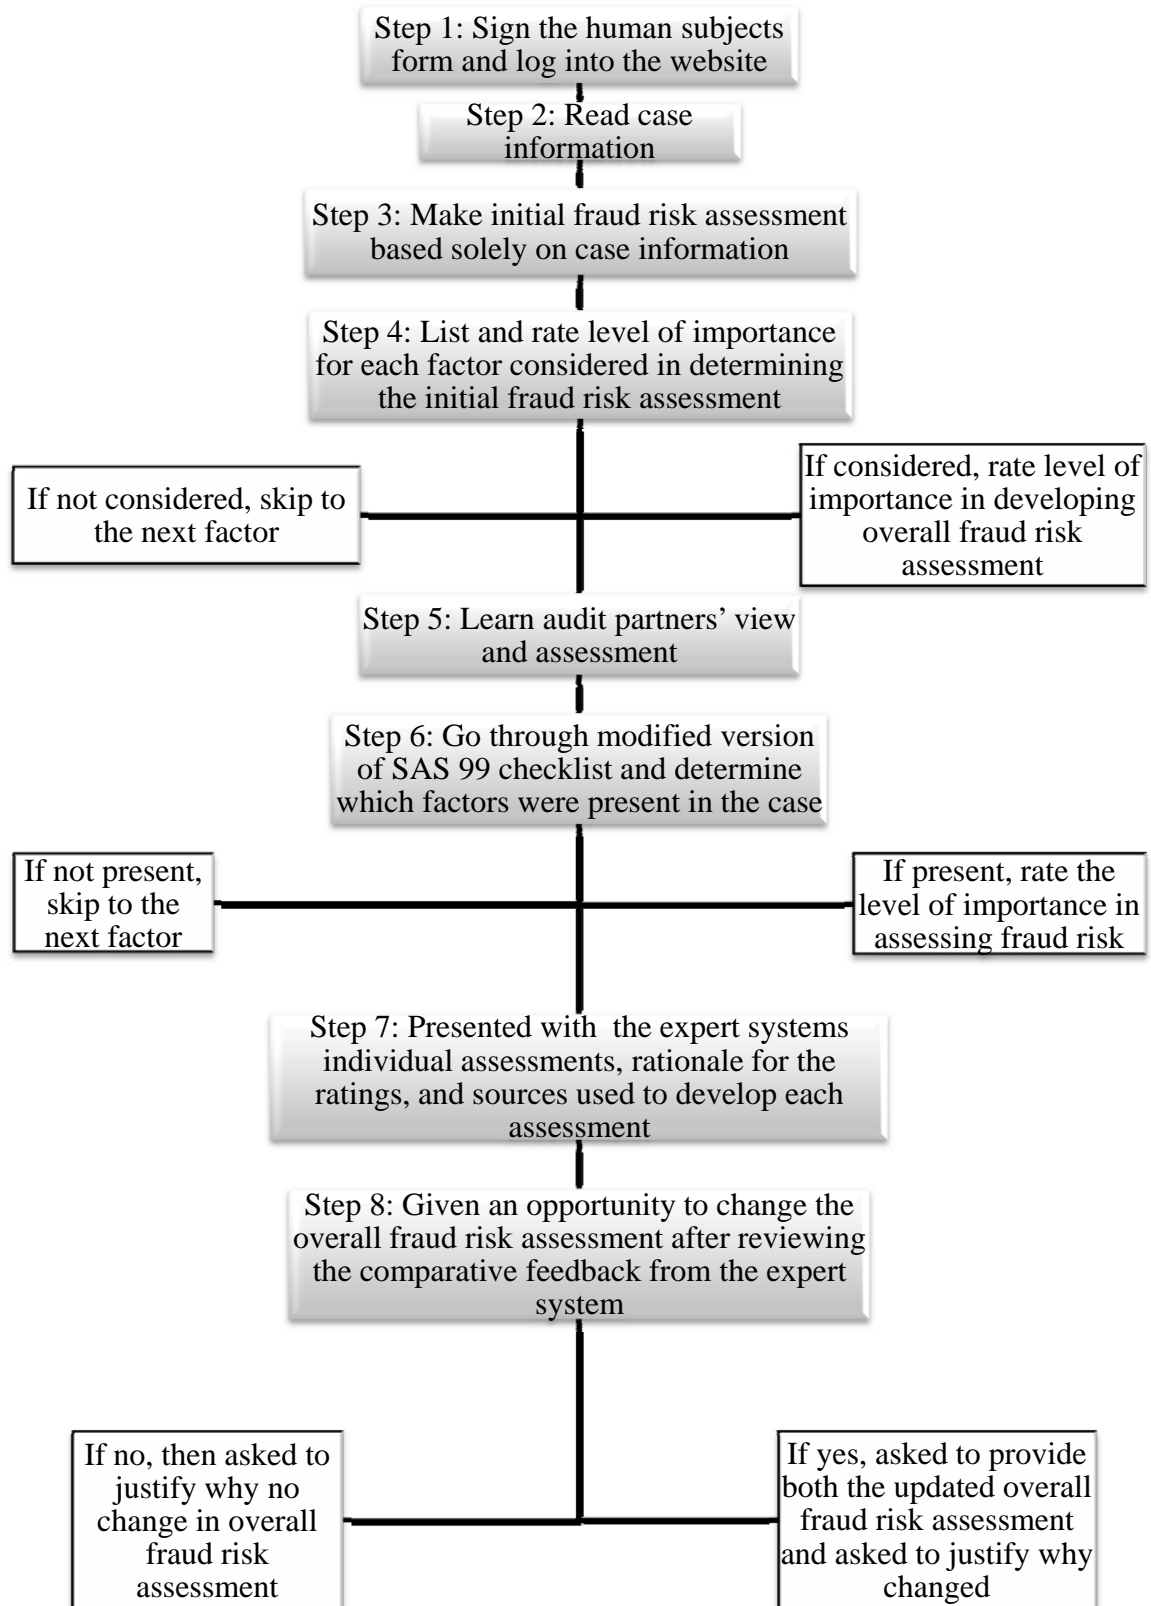 Step 1: Sign the human subjects
form and log into the website
Step 2: Read case
information
Step 3: Make initial fraud risk assessment
based solely on case information
Step 4: List and rate level of importance
for each factor considered in determining
the initial fraud risk assessment
If not considered, skip to
the next factor
If considered, rate level of
importance in developing
overall fraud risk
assessment
Step 5: Learn audit partners’ view
and assessment
Step 6: Go through modified version
of SAS 99 checklist and determine
which factors were present in the case
If not present,
skip to the
next factor
If present, rate the
level of importance in
assessing fraud risk
Step 7: Presented with the expert systems
individual assessments, rationale for the
ratings, and sources used to develop each
assessment
Step 8: Given an opportunity to change the
overall fraud risk assessment after reviewing
the comparative feedback from the expert
system
If no, then asked to
justify why no
change in overall
fraud risk
assessment
If yes, asked to provide
both the updated overall
fraud risk assessment
and asked to justify why
changed